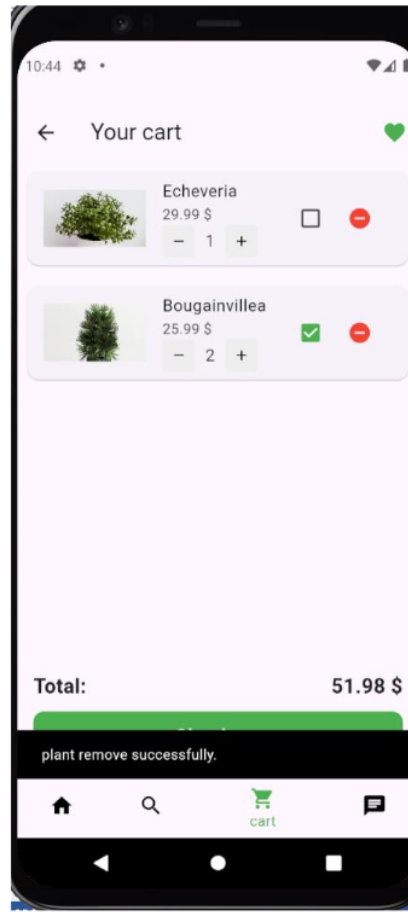 10:44
Your cart
Echeveria
29.99 $
− 1 +
Bougainvillea
25.99 $
− 2 +
Total: 51.98 $
plant remove successfully.
cart